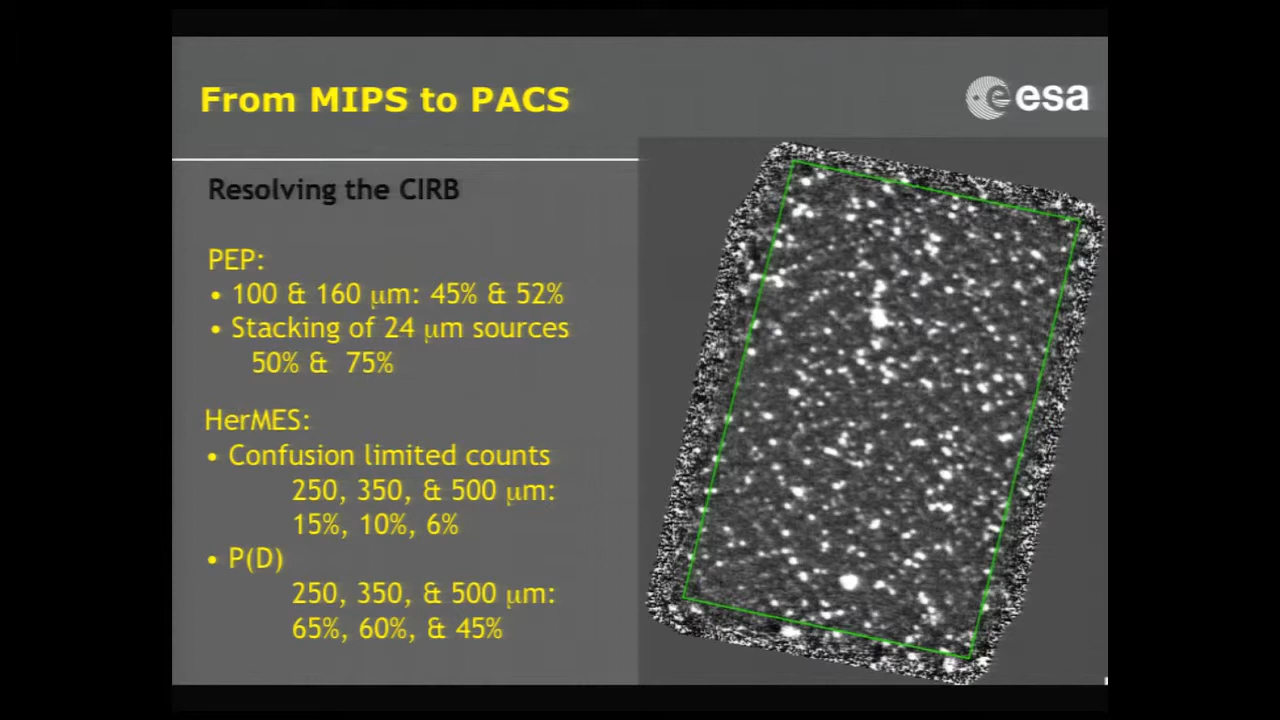 From MIPS to PACS
esa
Resolving the CIRB
PEP:
• 100 & 160 μm: 45% & 52%
• Stacking of 24 μm sources
50% & 75%
HerMES:
• Confusion limited counts
250, 350, & 500 μm:
15%, 10%, 6%
• P(D)
250, 350, & 500 μm:
65%, 60%, & 45%